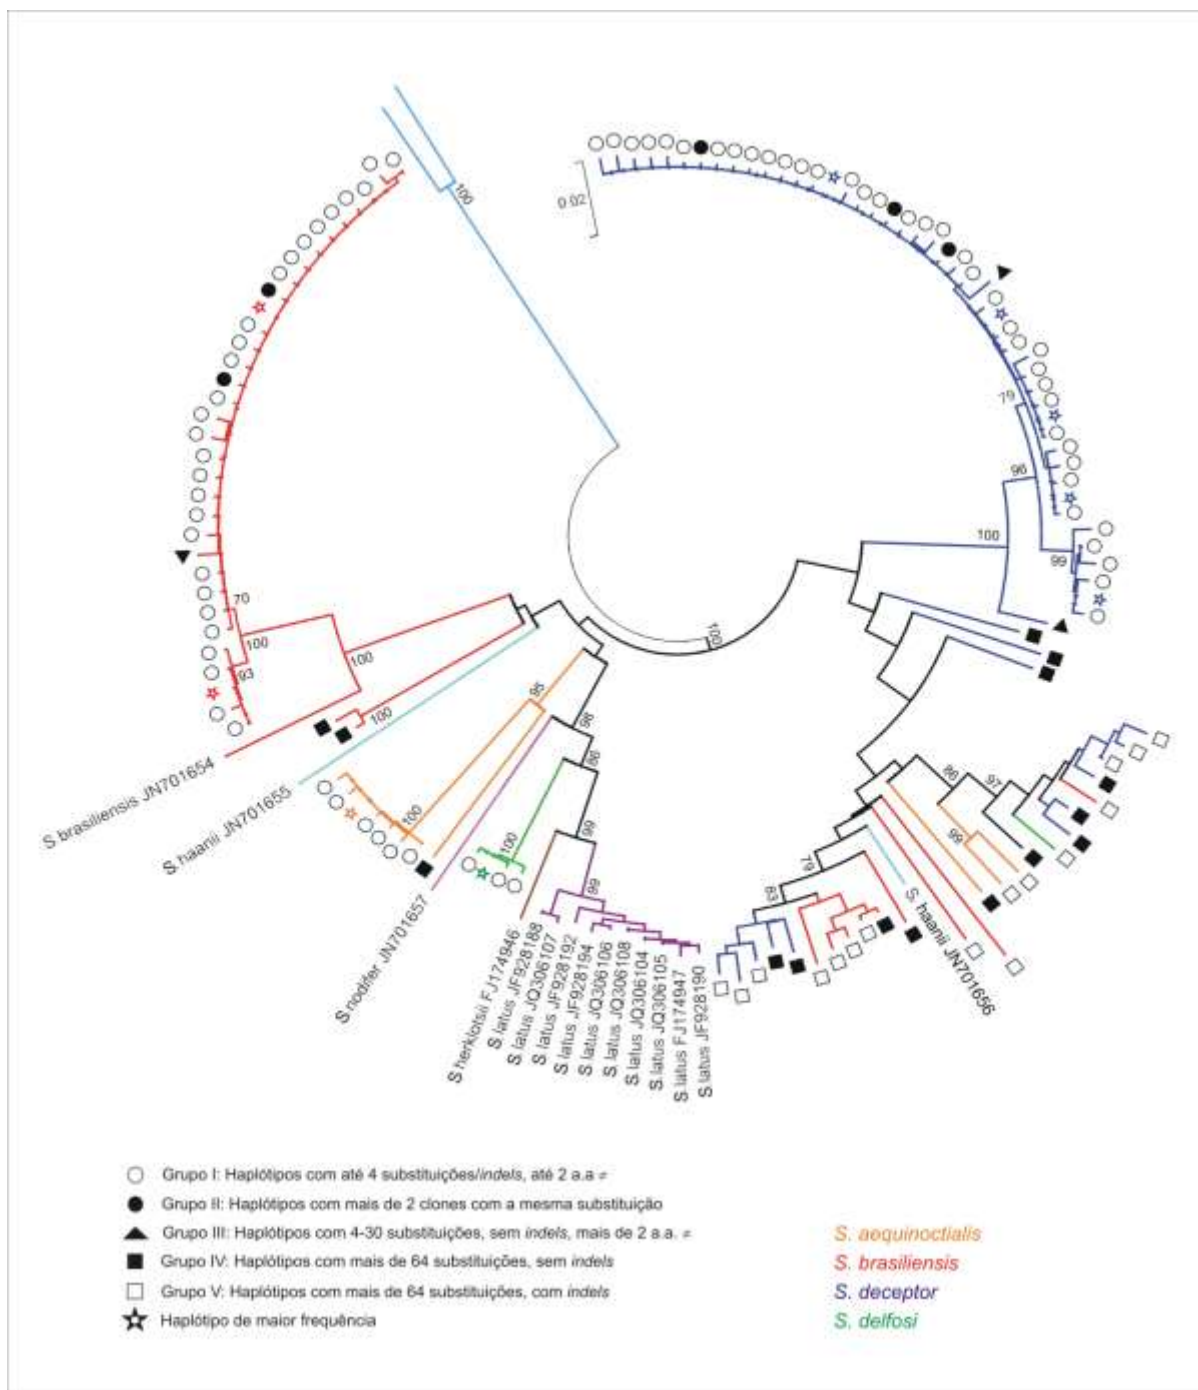 100
0.02
79
96
100
99
100
70
100
93
100
100
S. brasiliensis JN701654
S. haanii JN701655
95
98
86
100
100
99
99
S. nodifer JN701657
S. herklotsii FJ174946
S. latus JF928188
S. latus JQ306107
S. latus JF928192
S. latus JF928194
S. latus JQ306106
S. latus JQ306108
S. latus JQ306104
S. latus JQ306105
S. latus FJ174947
S. latus JF928190
86
97
99
79
83
S. haanii JN701656
Grupo I: Haplótipos com até 4 substituições/indels, até 2 a.a ≠
Grupo II: Haplótipos com mais de 2 clones com a mesma substituição
Grupo III: Haplótipos com 4-30 substituições, sem indels, mais de 2 a.a. ≠
Grupo IV: Haplótipos com mais de 64 substituições, sem indels
Grupo V: Haplótipos com mais de 64 substituições, com indels
Haplótipo de maior frequência
S. aequinoctialis
S. brasiliensis
S. deceptor
S. delfosi